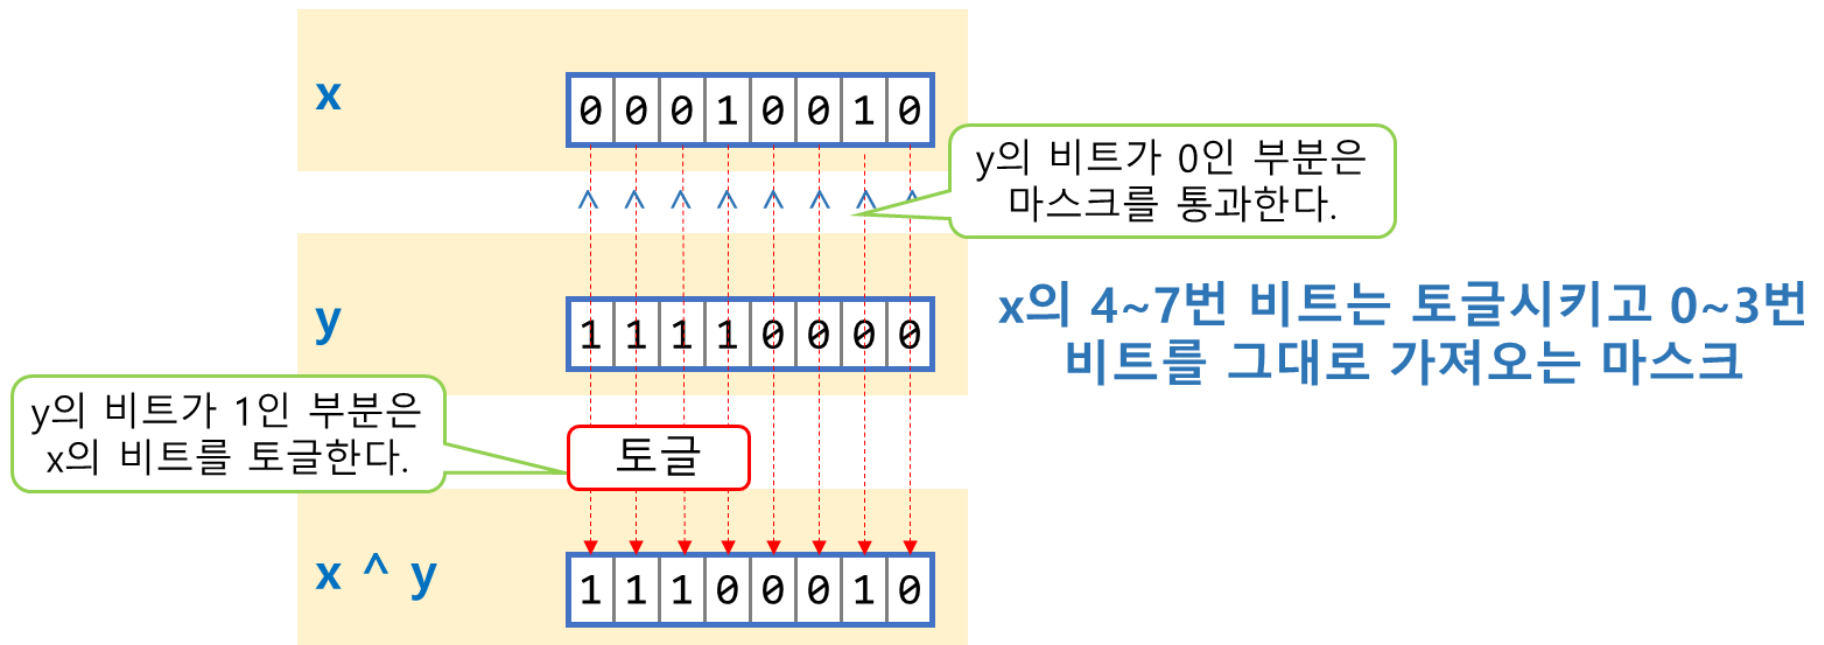 x
0 0 0 1 0 0 1 0
y의 비트가 0인 부분은
마스크를 통과한다.
^ ^ ^ ^ ^ ^ ^ ^
y
1 1 1 1 0 0 0 0
x의 4~7번 비트는 토글시키고 0~3번
비트를 그대로 가져오는 마스크
y의 비트가 1인 부분은
x의 비트를 토글한다.
토글
x ^ y
1 1 1 0 0 0 1 0